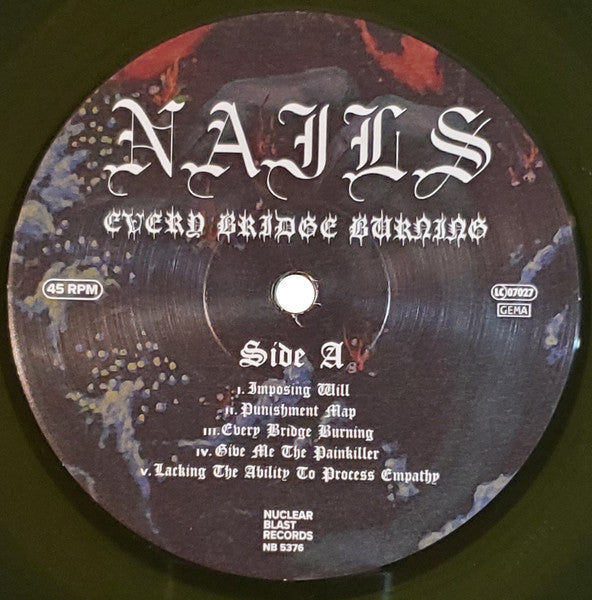 NAILS
EVERY BRIDGE BURNING
45 RPM
LC 07027
GEMA
Side A
I. Imposing Will
II. Punishment Map
III. Every Bridge Burning
IV. Give Me The Painkiller
V. Lacking The Ability To Process Empathy
NUCLEAR
BLAST
RECORDS
NB 5376